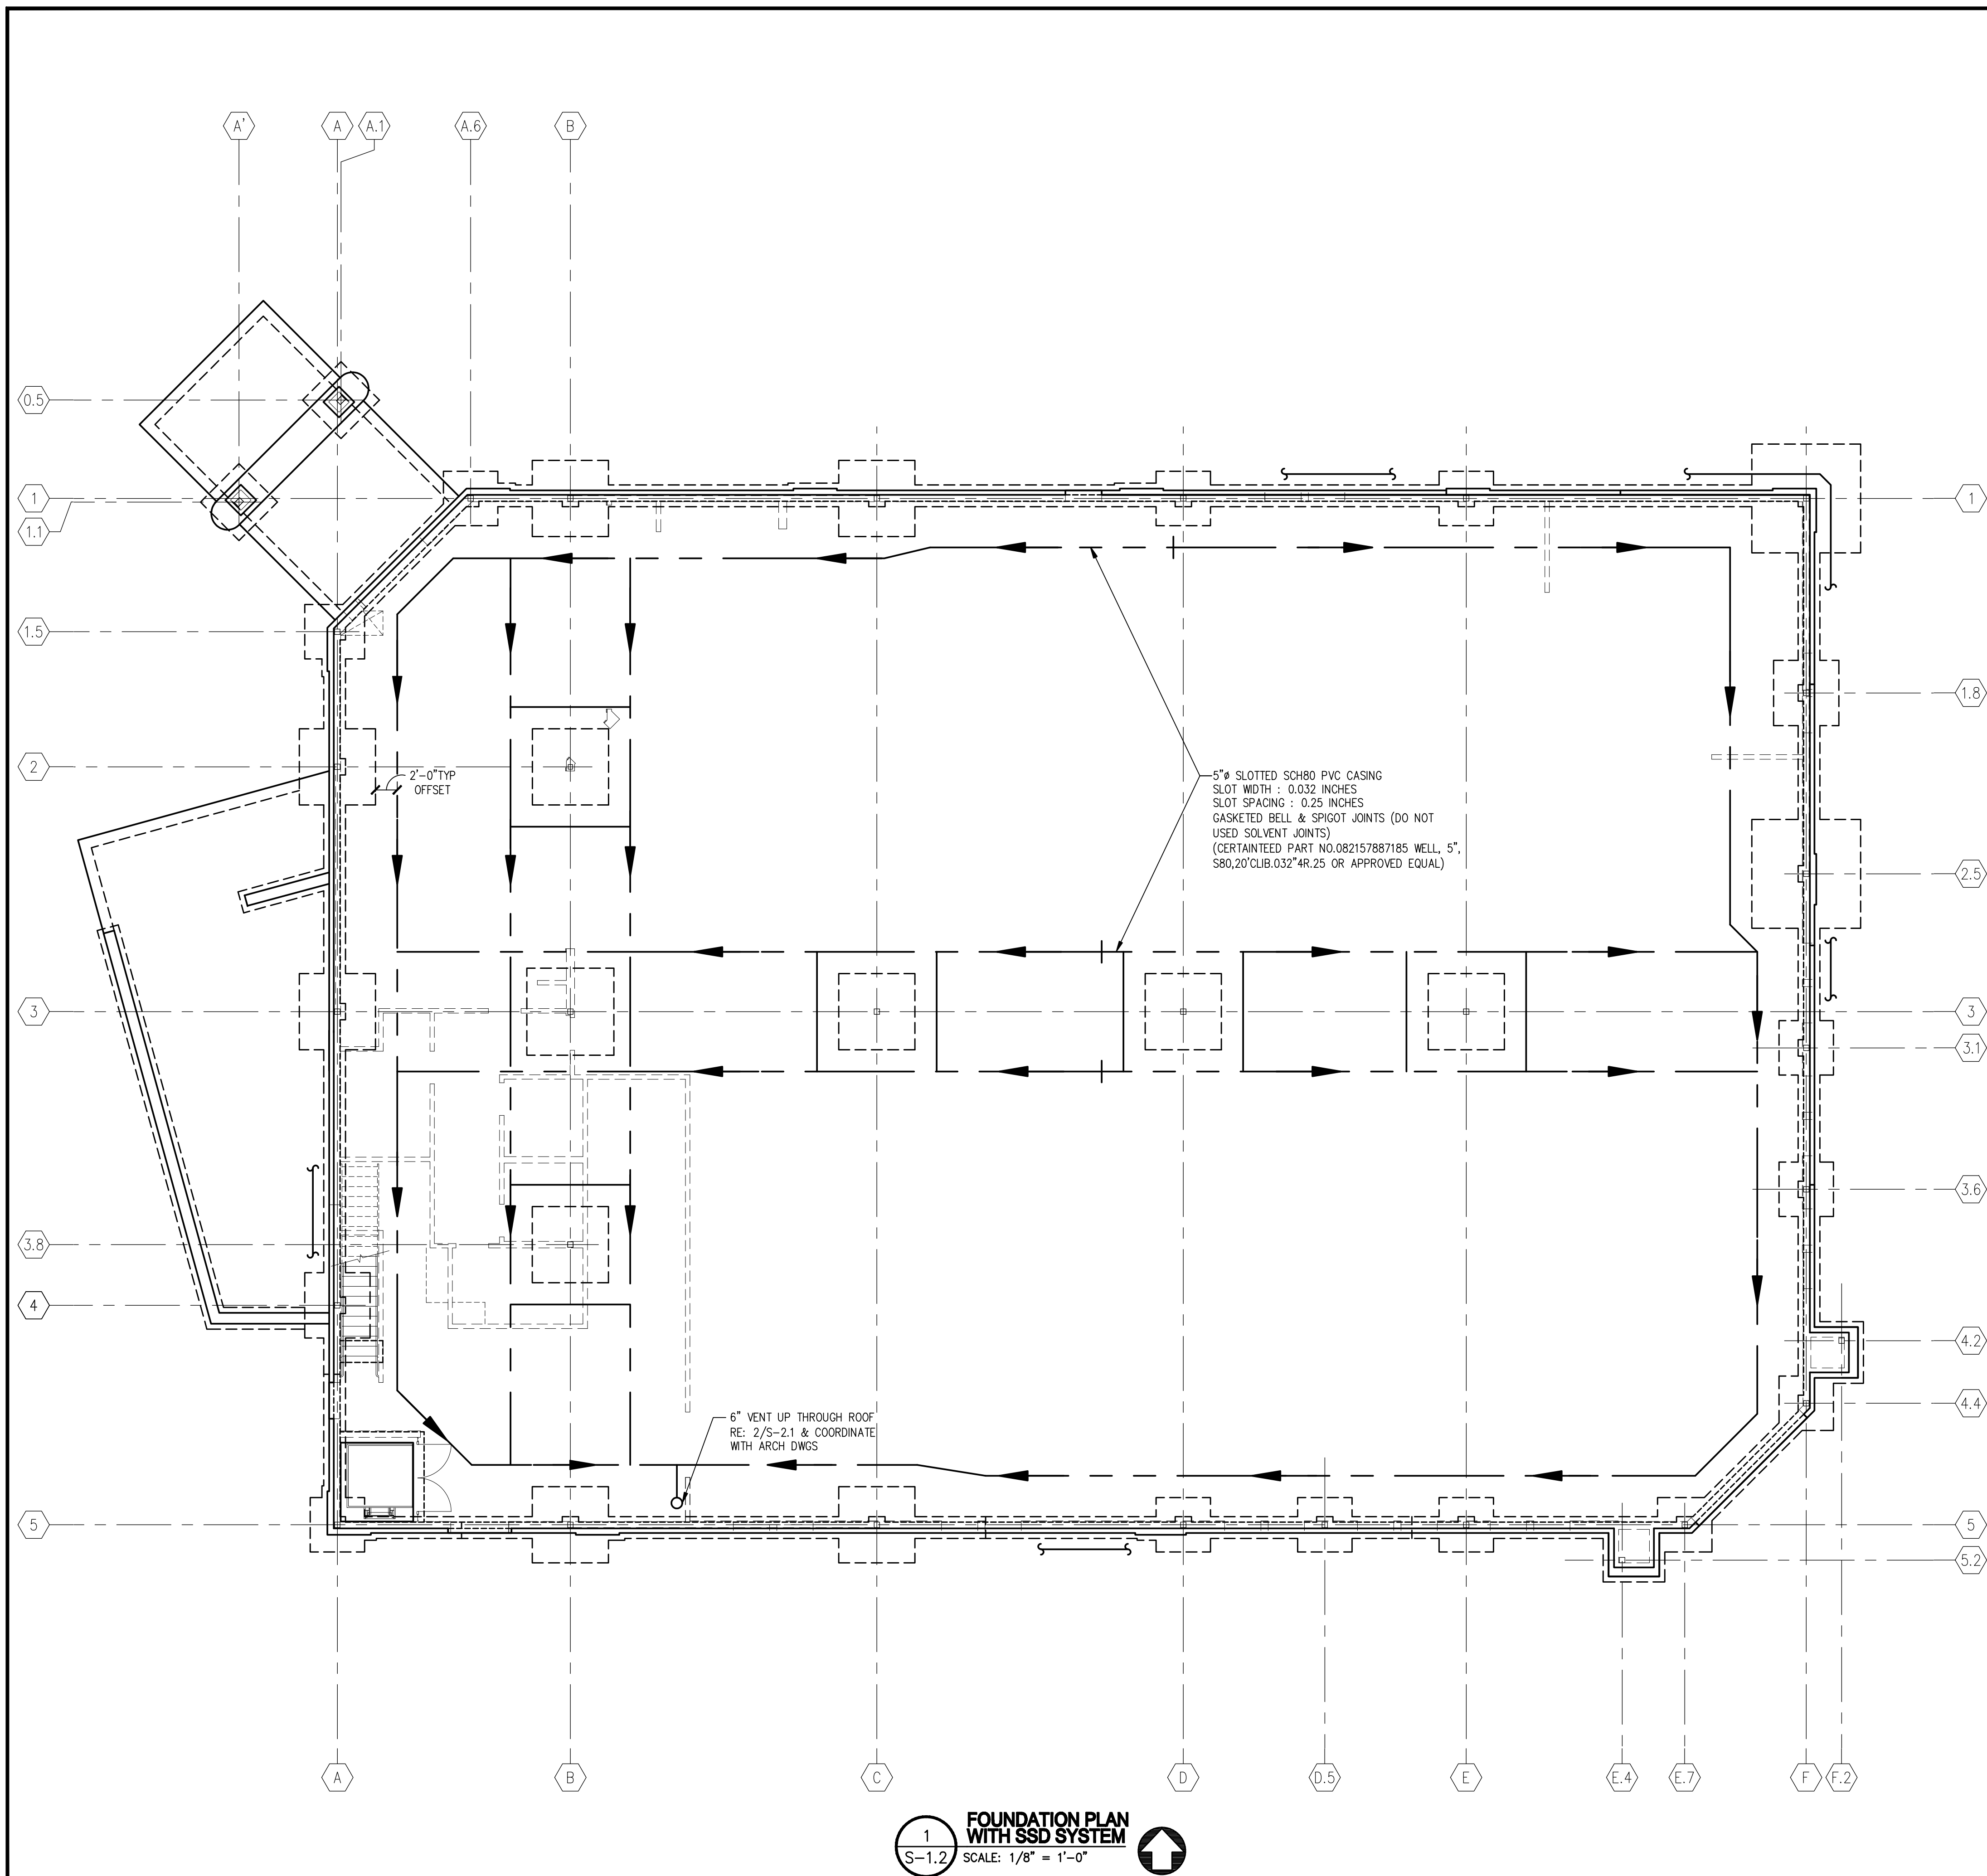 A'
A
A.1
A.6
B
0.5
1
1.1
1.5
2
3
3.8
4
5
1
1.8
2.5
3
3.1
3.6
4.2
4.4
5
5.2
2'-0"TYP
OFFSET
5"ø SLOTTED SCH80 PVC CASING
SLOT WIDTH : 0.032 INCHES
SLOT SPACING : 0.25 INCHES
GASKETED BELL & SPIGOT JOINTS (DO NOT
USED SOLVENT JOINTS)
(CERTAINTEED PART NO.082157887185 WELL, 5",
S80,20'CLIB.032"4R.25 OR APPROVED EQUAL)
6" VENT UP THROUGH ROOF
RE: 2/S-2.1 & COORDINATE
WITH ARCH DWGS
A
B
C
D
D.5
E
E.4
E.7
F
F.2
1
S-1.2
FOUNDATION PLAN
WITH SSD SYSTEM
SCALE: 1/8" = 1'-0"